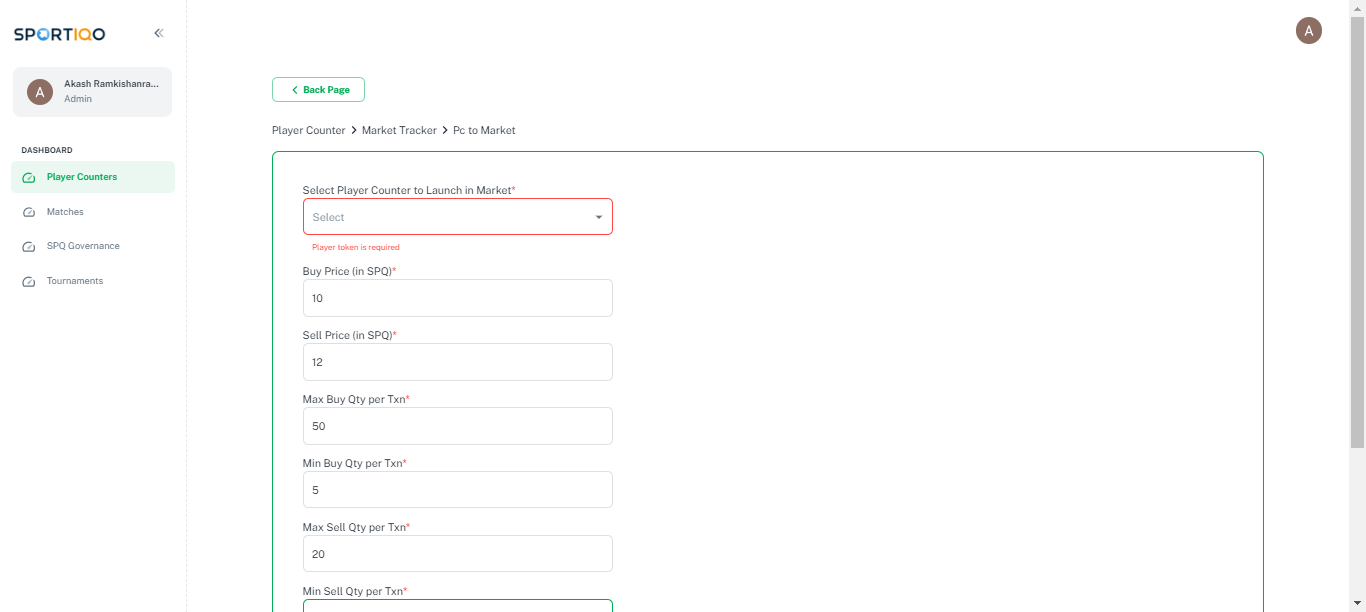 SPORTIQO
A
Akash Ramkishanra...
Admin
A
DASHBOARD
Player Counters
Matches
SPQ Governance
Tournaments
Back Page
Player Counter > Market Tracker > Pc to Market
Select Player Counter to Launch in Market*
Select
Player token is required
Buy Price (in SPQ)*
10
Sell Price (in SPQ)*
12
Max Buy Qty per Txn*
50
Min Buy Qty per Txn*
5
Max Sell Qty per Txn*
20
Min Sell Qty per Txn*